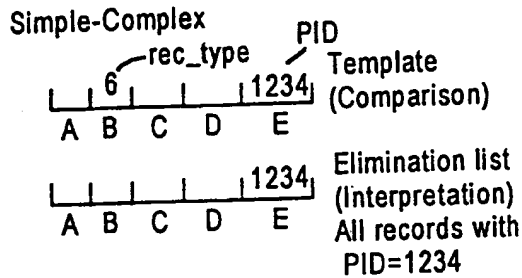 Simple-Complex
PID
rec_type
6 1234 Template
(Comparison)
A B C D E
Elimination list
1234 (Interpretation)
A B C D E All records with
PID=1234